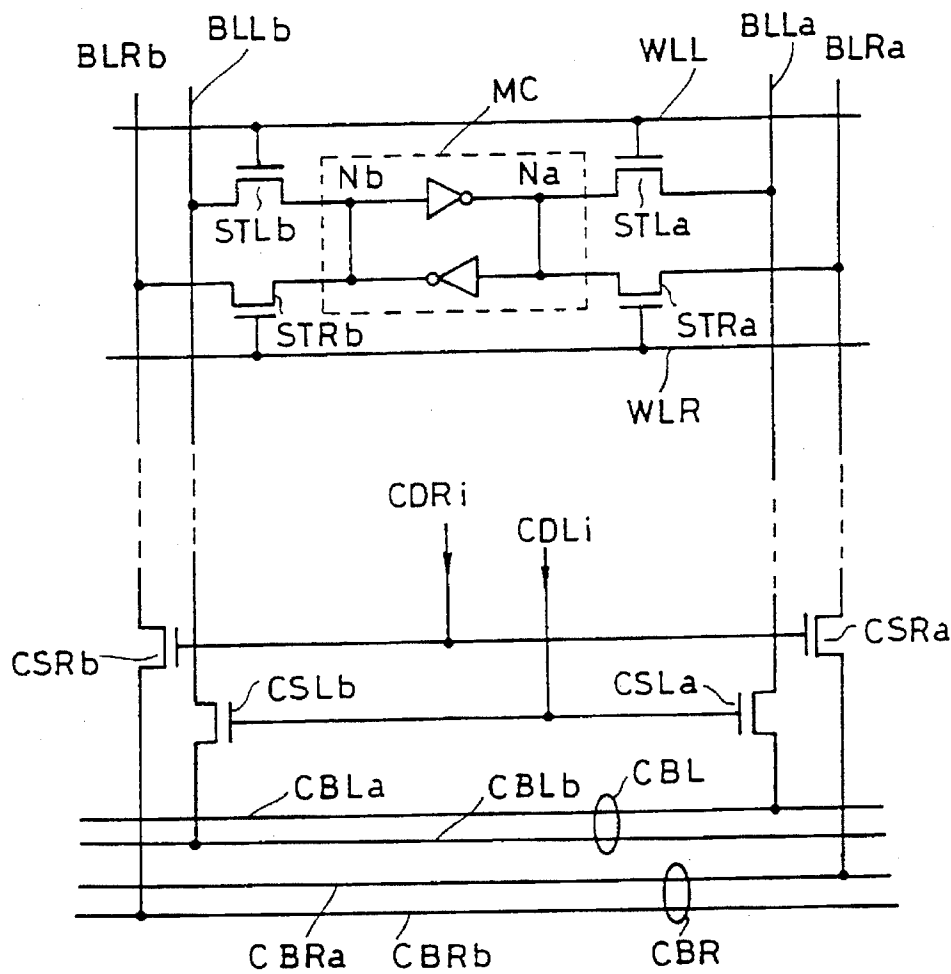 BLRb
BLLb
WLL
BLLa
BLRa
MC
Nb
Na
STLb
STLa
STRb
STRa
WLR
CDRi
CDLi
CSRb
CSRa
CSLb
CSLa
CBLa
CBLb
CBL
CBRa
CBRb
CBR